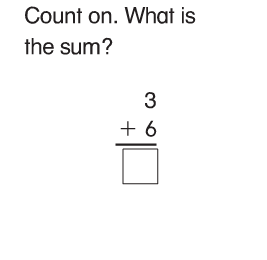 Count on. What is
the sum?
3
+ 6